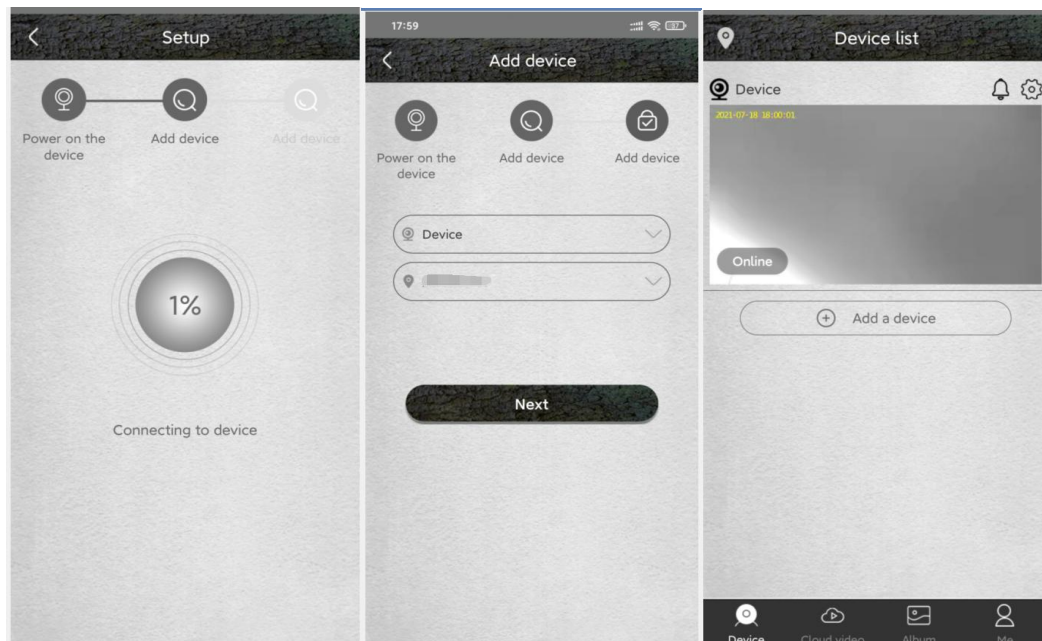 Setup
Power on the
device
Add device
Add device
1%
Connecting to device
17:59
Add device
Power on the
device
Add device
Add device
Device
Next
Device list
Device
2021-07-18 18:00:01
Online
Add a device
Device
Cloud video
Album
Me